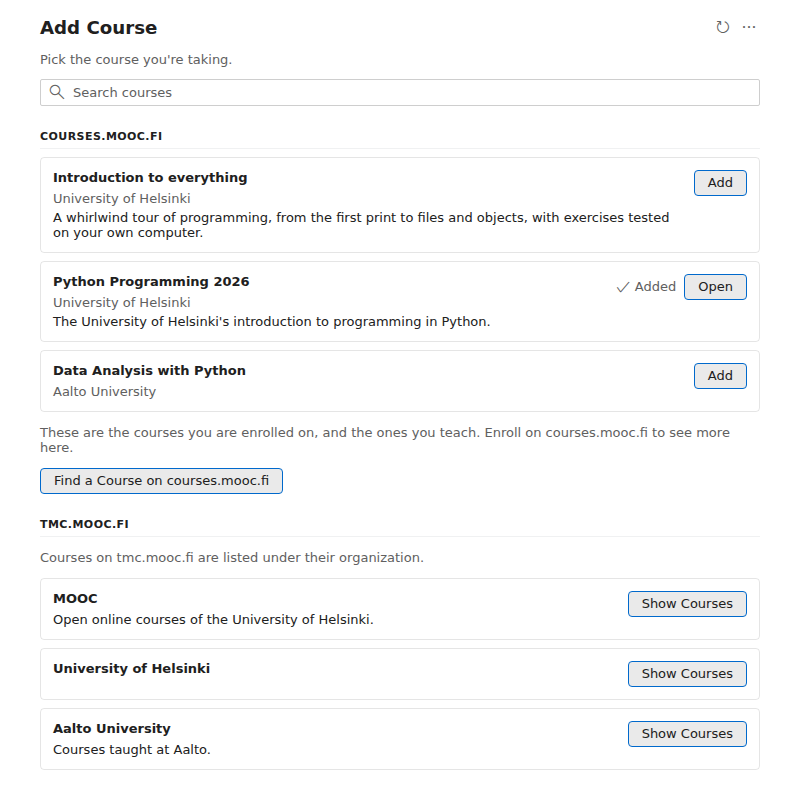 Add Course
Pick the course you're taking.
Search courses
COURSES.MOOC.FI
Introduction to everything
Add
University of Helsinki
A whirlwind tour of programming, from the first print to files and objects, with exercises tested
on your own computer.
Python Programming 2026
Added
Open
University of Helsinki
The University of Helsinki's introduction to programming in Python.
Data Analysis with Python
Add
Aalto University
These are the courses you are enrolled on, and the ones you teach. Enroll on courses.mooc.fi to see more
here.
Find a Course on courses.mooc.fi
TMC.MOOC.FI
Courses on tmc.mooc.fi are listed under their organization.
MOOC
Show Courses
Open online courses of the University of Helsinki.
University of Helsinki
Show Courses
Aalto University
Show Courses
Courses taught at Aalto.